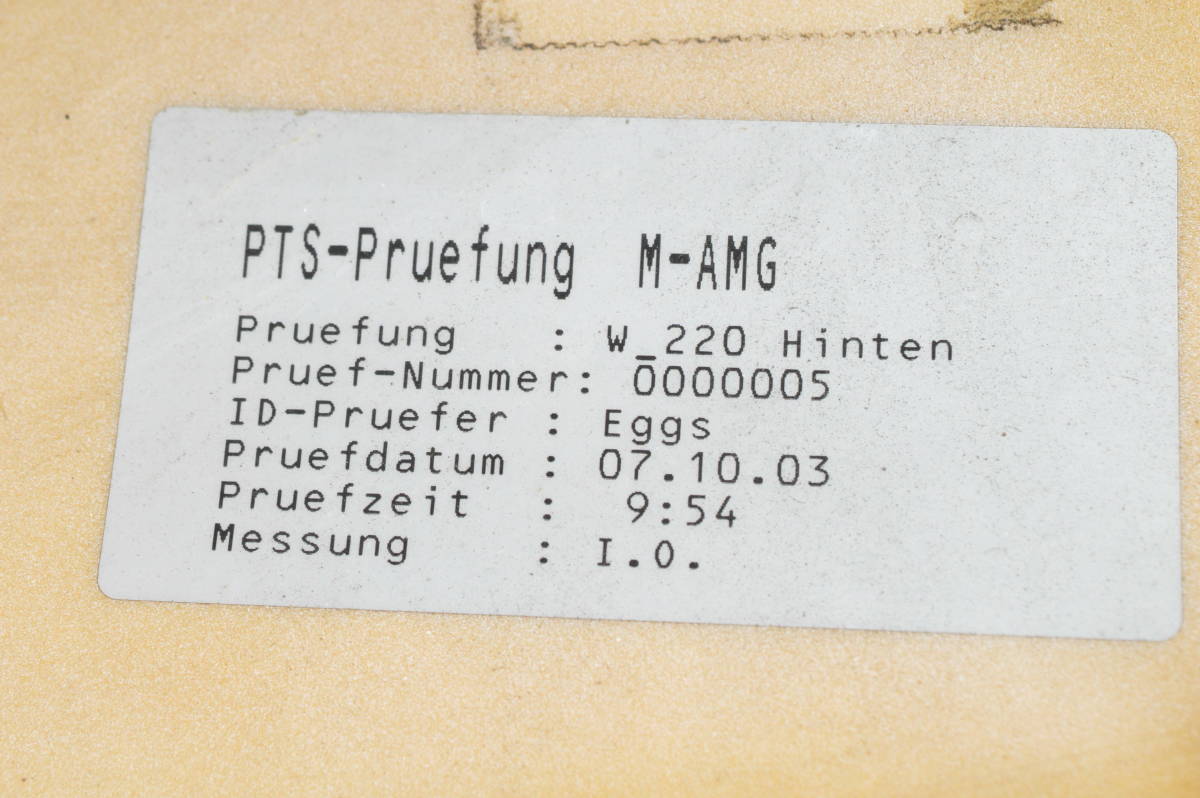 PTS-Pruefung M-AMG
Pruefung : W_220 Hinten
Pruef-Nummer: 0000005
ID-Pruefer : Eggs
Pruefdatum : 07.10.03
Pruefzeit : 9:54
Messung : I.O.